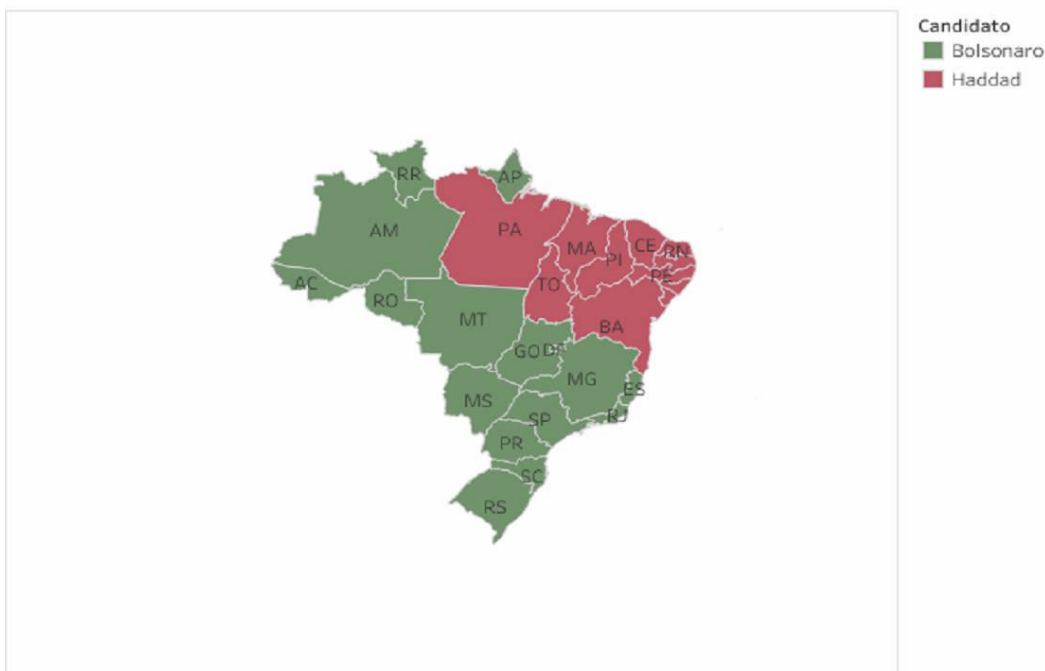 Candidato
Bolsonaro
Haddad
RR
AP
AM
PA
MA
CE
RN
PI
PE
AC
TO
RO
BA
MT
GO
DF
MG
ES
MS
SP
RJ
PR
SC
RS